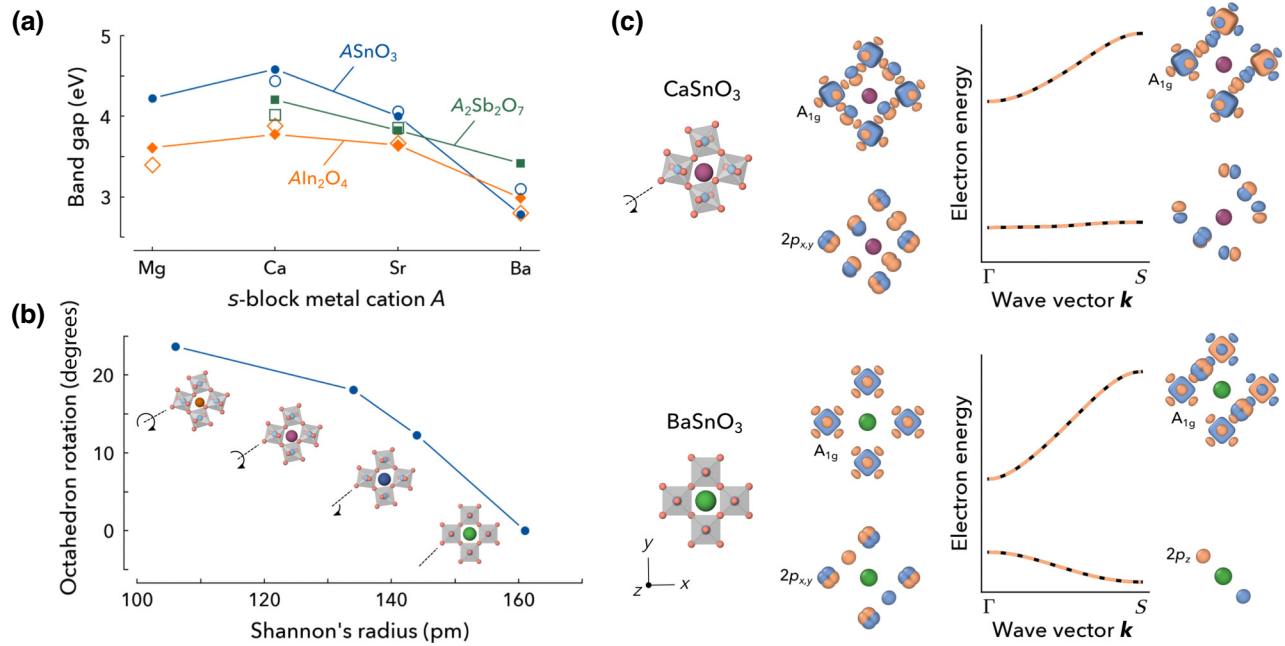 (a)
Band gap (eV)
5
4
3
ASnO3
A2Sb2O7
AIn2O4
Mg Ca Sr Ba
s-block metal cation A
(b)
Octahedron rotation (degrees)
20
10
0
100 120 140 160
Shannon's radius (pm)
(c)
CaSnO3
A1g
2px,y
Electron energy
A1g
Γ S
Wave vector k
BaSnO3
y
z x
A1g
2px,y
Electron energy
A1g
2pz
Γ S
Wave vector k